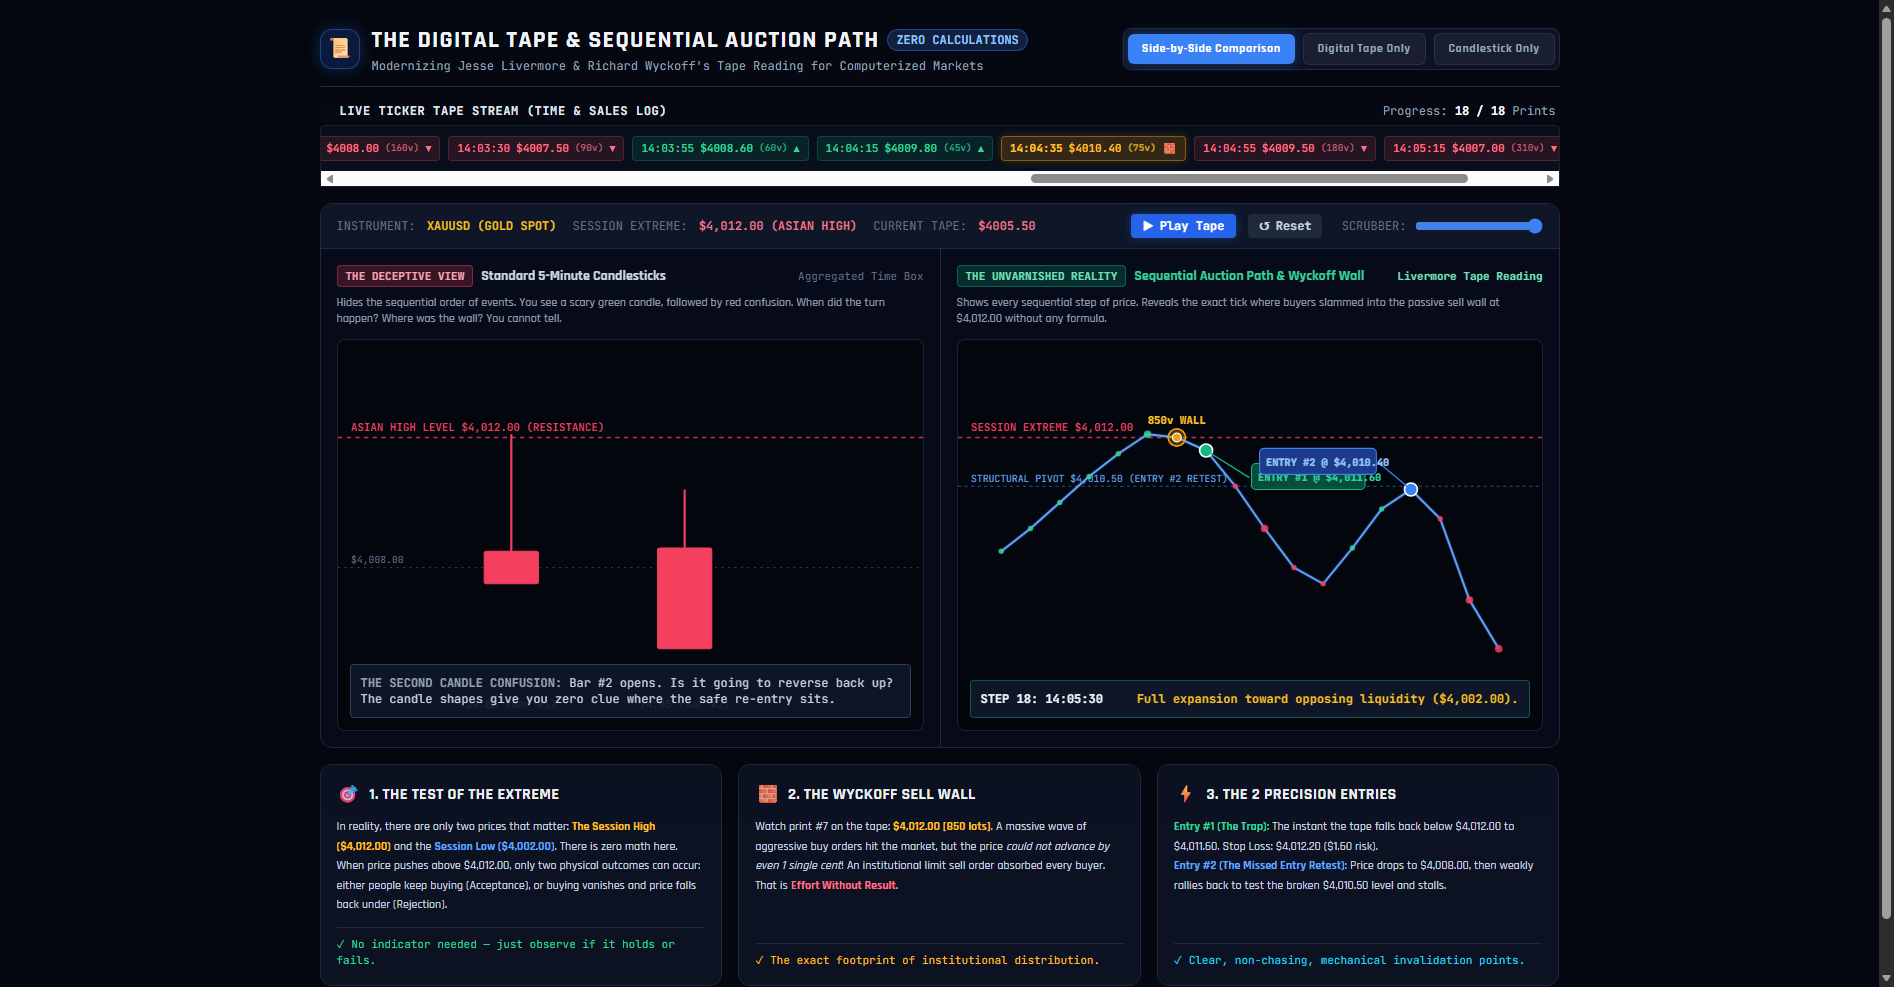 THE DIGITAL TAPE & SEQUENTIAL AUCTION PATH
ZERO CALCULATIONS
Modernizing Jesse Livermore & Richard Wyckoff's Tape Reading for Computerized Markets
Side-by-Side Comparison
Digital Tape Only
Candlestick Only
LIVE TICKER TAPE STREAM (TIME & SALES LOG)
Progress: 18 / 18 Prints
$4008.00 (160v) ▼
14:03:30 $4007.50 (90v) ▼
14:03:55 $4008.60 (60v) ▲
14:04:15 $4009.80 (45v) ▲
14:04:35 $4010.40 (75v) 🧱
14:04:55 $4009.50 (180v) ▼
14:05:15 $4007.00 (310v) ▼
INSTRUMENT: XAUUSD (GOLD SPOT)
SESSION EXTREME: $4,012.00 (ASIAN HIGH)
CURRENT TAPE: $4005.50
▶ Play Tape
↺ Reset
SCRUBBER:
THE DECEPTIVE VIEW
Standard 5-Minute Candlesticks
Aggregated Time Box
Hides the sequential order of events. You see a scary green candle, followed by red confusion. When did the turn
happen? Where was the wall? You cannot tell.
ASIAN HIGH LEVEL $4,012.00 (RESISTANCE)
$4,008.00
THE SECOND CANDLE CONFUSION: Bar #2 opens. Is it going to reverse back up?
The candle shapes give you zero clue where the safe re-entry sits.
THE UNVARNISHED REALITY
Sequential Auction Path & Wyckoff Wall
Livermore Tape Reading
Shows every sequential step of price. Reveals the exact tick where buyers slammed into the passive sell wall at
$4,012.00 without any formula.
850v WALL
SESSION EXTREME $4,012.00
ENTRY #2 @ $4,010.40
STRUCTURAL PIVOT $4,010.50 (ENTRY #2 RETEST)
ENTRY #1 @ $4,011.60
STEP 18: 14:05:30
Full expansion toward opposing liquidity ($4,002.00).
1. THE TEST OF THE EXTREME
In reality, there are only two prices that matter: The Session High
($4,012.00) and the Session Low ($4,002.00). There is zero math here.
When price pushes above $4,012.00, only two physical outcomes can occur:
either people keep buying (Acceptance), or buying vanishes and price falls
back under (Rejection).
✓ No indicator needed — just observe if it holds or
fails.
2. THE WYCKOFF SELL WALL
Watch print #7 on the tape: $4,012.00 [850 lots]. A massive wave of
aggressive buy orders hit the market, but the price could not advance by
even 1 single cent! An institutional limit sell order absorbed every buyer.
That is Effort Without Result.
✓ The exact footprint of institutional distribution.
3. THE 2 PRECISION ENTRIES
Entry #1 (The Trap): The instant the tape falls back below $4,012.00 to
$4,011.60. Stop Loss: $4,012.20 ($1.60 risk).
Entry #2 (The Missed Entry Retest): Price drops to $4,008.00, then weakly
rallies back to test the broken $4,010.50 level and stalls.
✓ Clear, non-chasing, mechanical invalidation points.